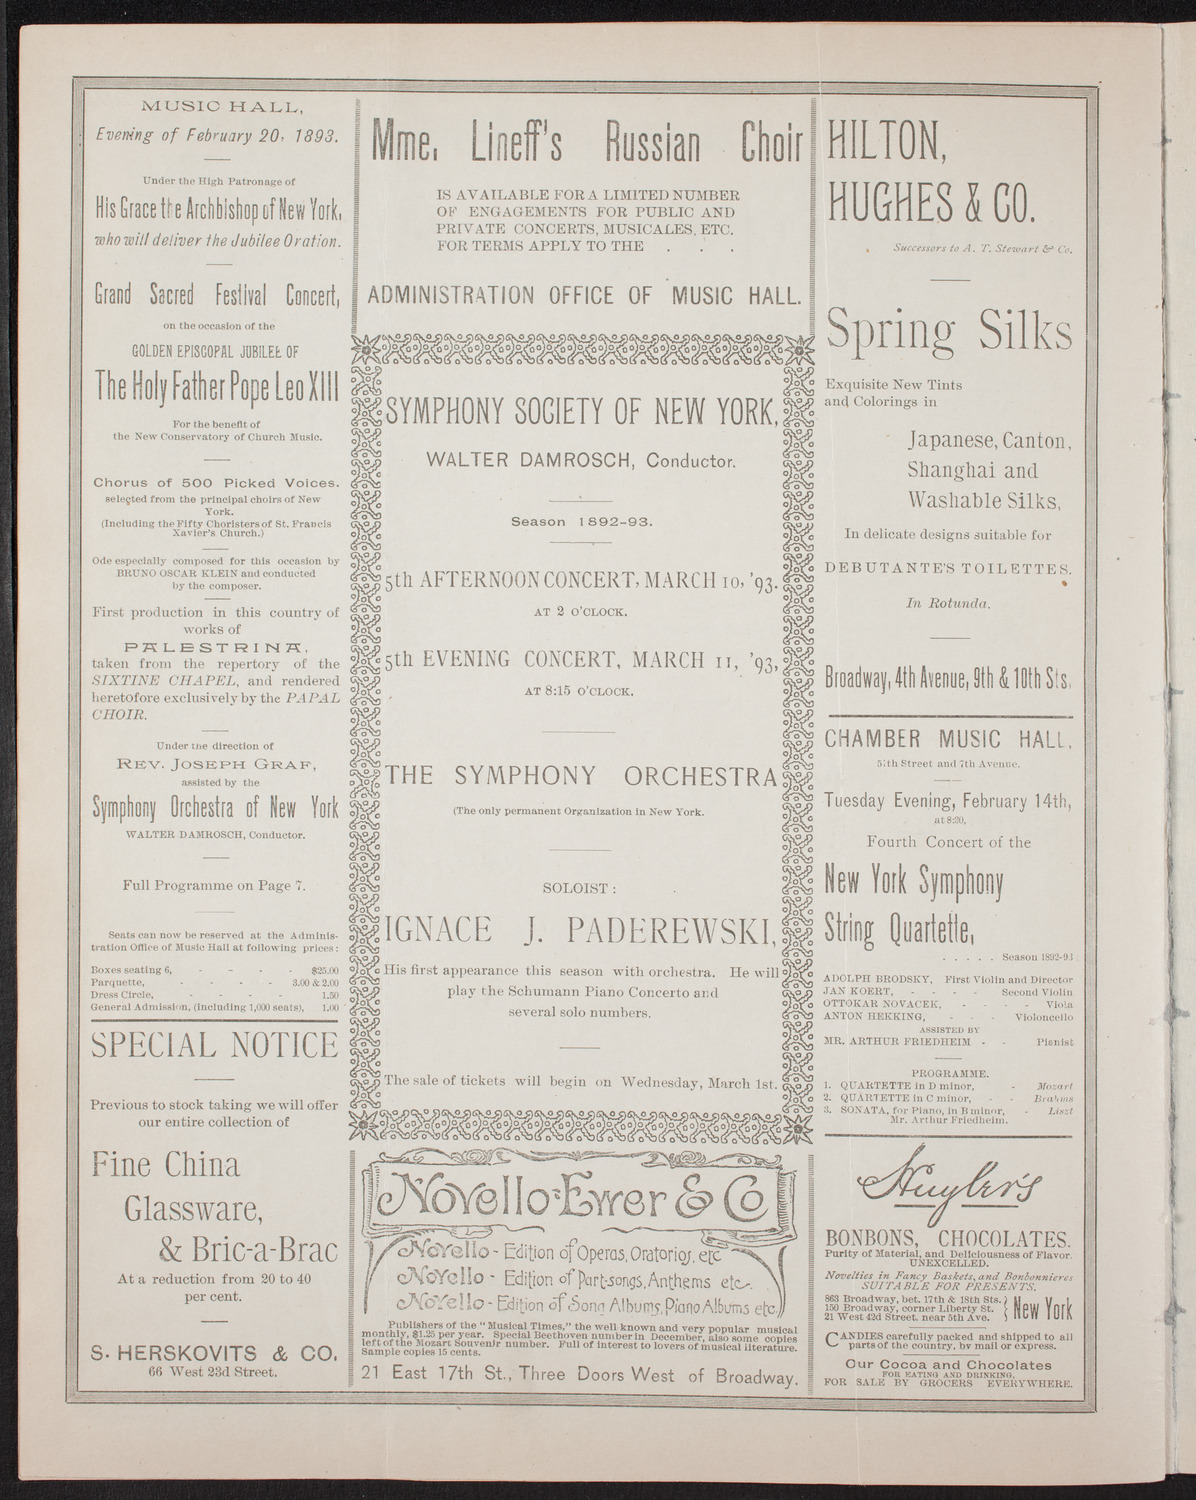 MUSIC HALL,
Evening of February 20, 1893.
Under the High Patronage of
His Grace the Archbishop of New York,
who will deliver the Jubilee Oration.
Grand Sacred Festival Concert,
on the occasion of the
GOLDEN EPISCOPAL JUBILEE OF
The Holy Father Pope Leo XIII
For the benefit of
the New Conservatory of Church Music.
Chorus of 500 Picked Voices.
selected from the principal choirs of New
York.
(Including the Fifty Choristers of St. Francis
Xavier's Church.)
Ode especially composed for this occasion by
BRUNO OSCAR KLEIN and conducted
by the composer.
First production in this country of
works of
PALESTRINA,
taken from the repertory of the
SIXTINE CHAPEL, and rendered
heretofore exclusively by the PAPAL
CHOIR.
Under the direction of
REV. JOSEPH GRAF,
assisted by the
Symphony Orchestra of New York
WALTER DAMROSCH, Conductor.
Full Programme on Page 7.
Seats can now be reserved at the Adminis-
tration Office of Music Hall at following prices:
Boxes seating 6, - - - - $25.00
Parquette, - - - - 3.00 & 2.00
Dress Circle, - - - - 1.50
General Admission, (including 1,000 seats), 1.00
SPECIAL NOTICE
Previous to stock taking we will offer
our entire collection of
Fine China
Glassware,
& Bric-a-Brac
At a reduction from 20 to 40
per cent.
S. HERSKOVITS & CO.
66 West 23d Street.
Mme. Lineff's Russian Choir
IS AVAILABLE FOR A LIMITED NUMBER
OF ENGAGEMENTS FOR PUBLIC AND
PRIVATE CONCERTS, MUSICALES, ETC.
FOR TERMS APPLY TO THE . . .
ADMINISTRATION OFFICE OF MUSIC HALL.
SYMPHONY SOCIETY OF NEW YORK,
WALTER DAMROSCH, Conductor.
Season 1892-93.
5th AFTERNOON CONCERT, MARCH 10, '93.
AT 2 O'CLOCK.
5th EVENING CONCERT, MARCH 11, '93,
AT 8:15 O'CLOCK.
THE SYMPHONY ORCHESTRA
(The only permanent Organization in New York.
SOLOIST:
IGNACE J. PADEREWSKI,
His first appearance this season with orchestra. He will
play the Schumann Piano Concerto and
several solo numbers.
The sale of tickets will begin on Wednesday, March 1st.
Novello-Ewer & Co
Novello - Edition of Operas, Oratorios, etc
Novello - Edition of Part-songs, Anthems etc.
Novello - Edition of Song Albums, Piano Albums etc.
Publishers of the "Musical Times," the well known and very popular musical
monthly, $1.25 per year. Special Beethoven number in December, also some copies
left of the Mozart Souvenir number. Full of interest to lovers of musical literature.
Sample copies 15 cents.
21 East 17th St., Three Doors West of Broadway.
HILTON,
HUGHES & CO.
Successors to A. T. Stewart & Co.
Spring Silks
Exquisite New Tints
and Colorings in
Japanese, Canton,
Shanghai and
Washable Silks,
In delicate designs suitable for
DEBUTANTE'S TOILETTES.
In Rotunda.
Broadway, 4th Avenue, 9th & 10th Sts.
CHAMBER MUSIC HALL,
57th Street and 7th Avenue.
Tuesday Evening, February 14th,
at 8:30,
Fourth Concert of the
New York Symphony
String Quartette,
. . . . . Season 1892-93
ADOLPH BRODSKY, First Violin and Director
JAN KOERT, - - - - Second Violin
OTTOKAR NOVACEK, - - - - Viola
ANTON HEKKING, - - - Violoncello
ASSISTED BY
MR. ARTHUR FRIEDHEIM - - Pianist
PROGRAMME.
1. QUARTETTE in D minor, - Mozart
2. QUARTETTE in C minor, - - Brahms
3. SONATA, for Piano, in B minor, - Liszt
Mr. Arthur Friedheim.
Huyler's
BONBONS, CHOCOLATES.
Purity of Material, and Deliciousness of Flavor.
UNEXCELLED.
Novelties in Fancy Baskets, and Bonbonnieres
SUITABLE FOR PRESENTS.
863 Broadway, bet. 17th & 18th Sts.
150 Broadway, corner Liberty St.
21 West 42d Street, near 5th Ave.
New York
CANDIES carefully packed and shipped to all
parts of the country, by mail or express.
Our Cocoa and Chocolates
FOR EATING AND DRINKING,
FOR SALE BY GROCERS EVERYWHERE.